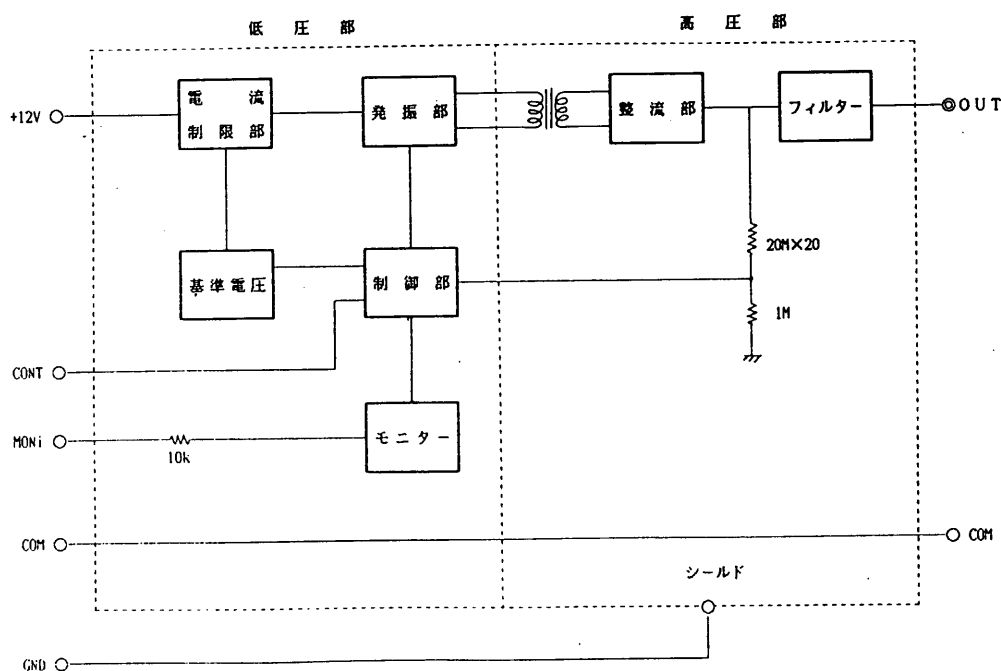 低圧部
高圧部
電流
制限部
発振部
整流部
フィルター
+12V
OUT
20M×20
基準電圧
制御部
1M
CONT
モニター
MONi
10k
COM
COM
シールド
GND